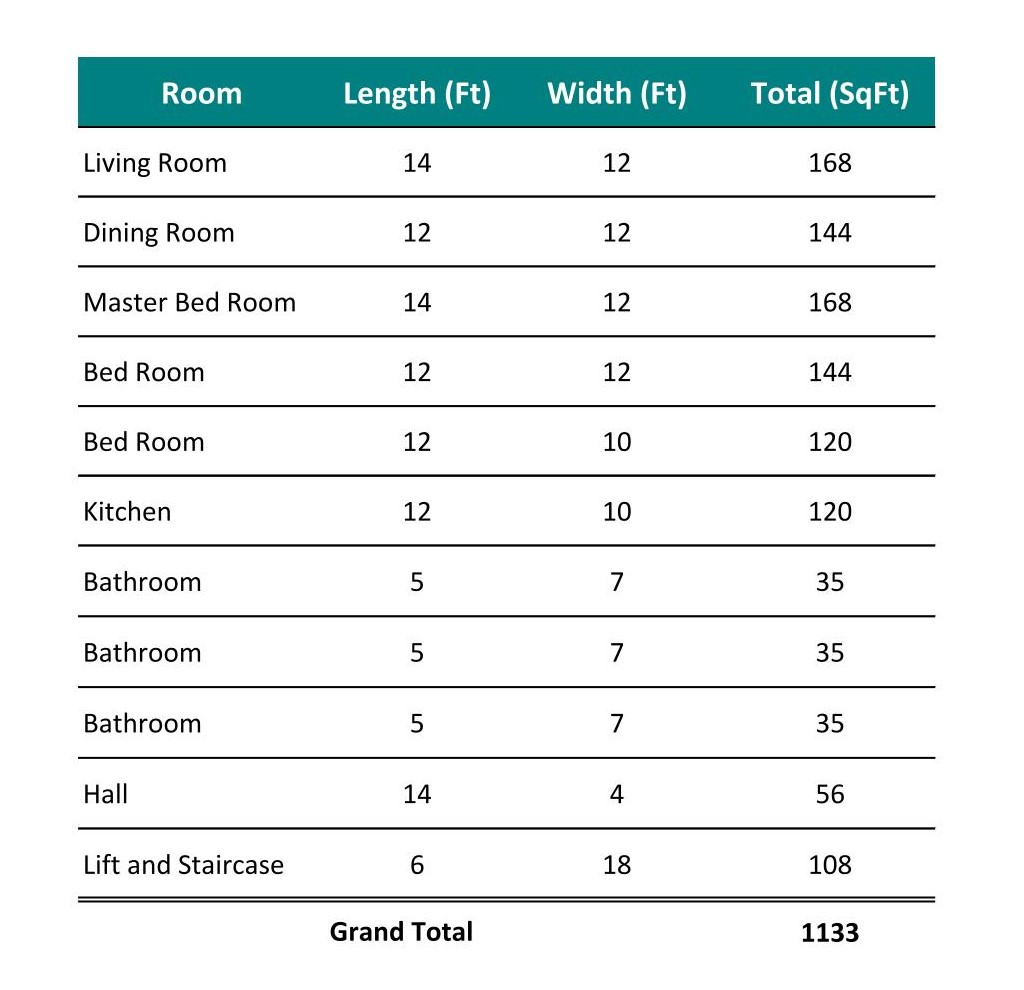 Room Length (Ft) Width (Ft) Total (SqFt)
Living Room 14 12 168
Dining Room 12 12 144
Master Bed Room 14 12 168
Bed Room 12 12 144
Bed Room 12 10 120
Kitchen 12 10 120
Bathroom 5 7 35
Bathroom 5 7 35
Bathroom 5 7 35
Hall 14 4 56
Lift and Staircase 6 18 108
Grand Total 1133